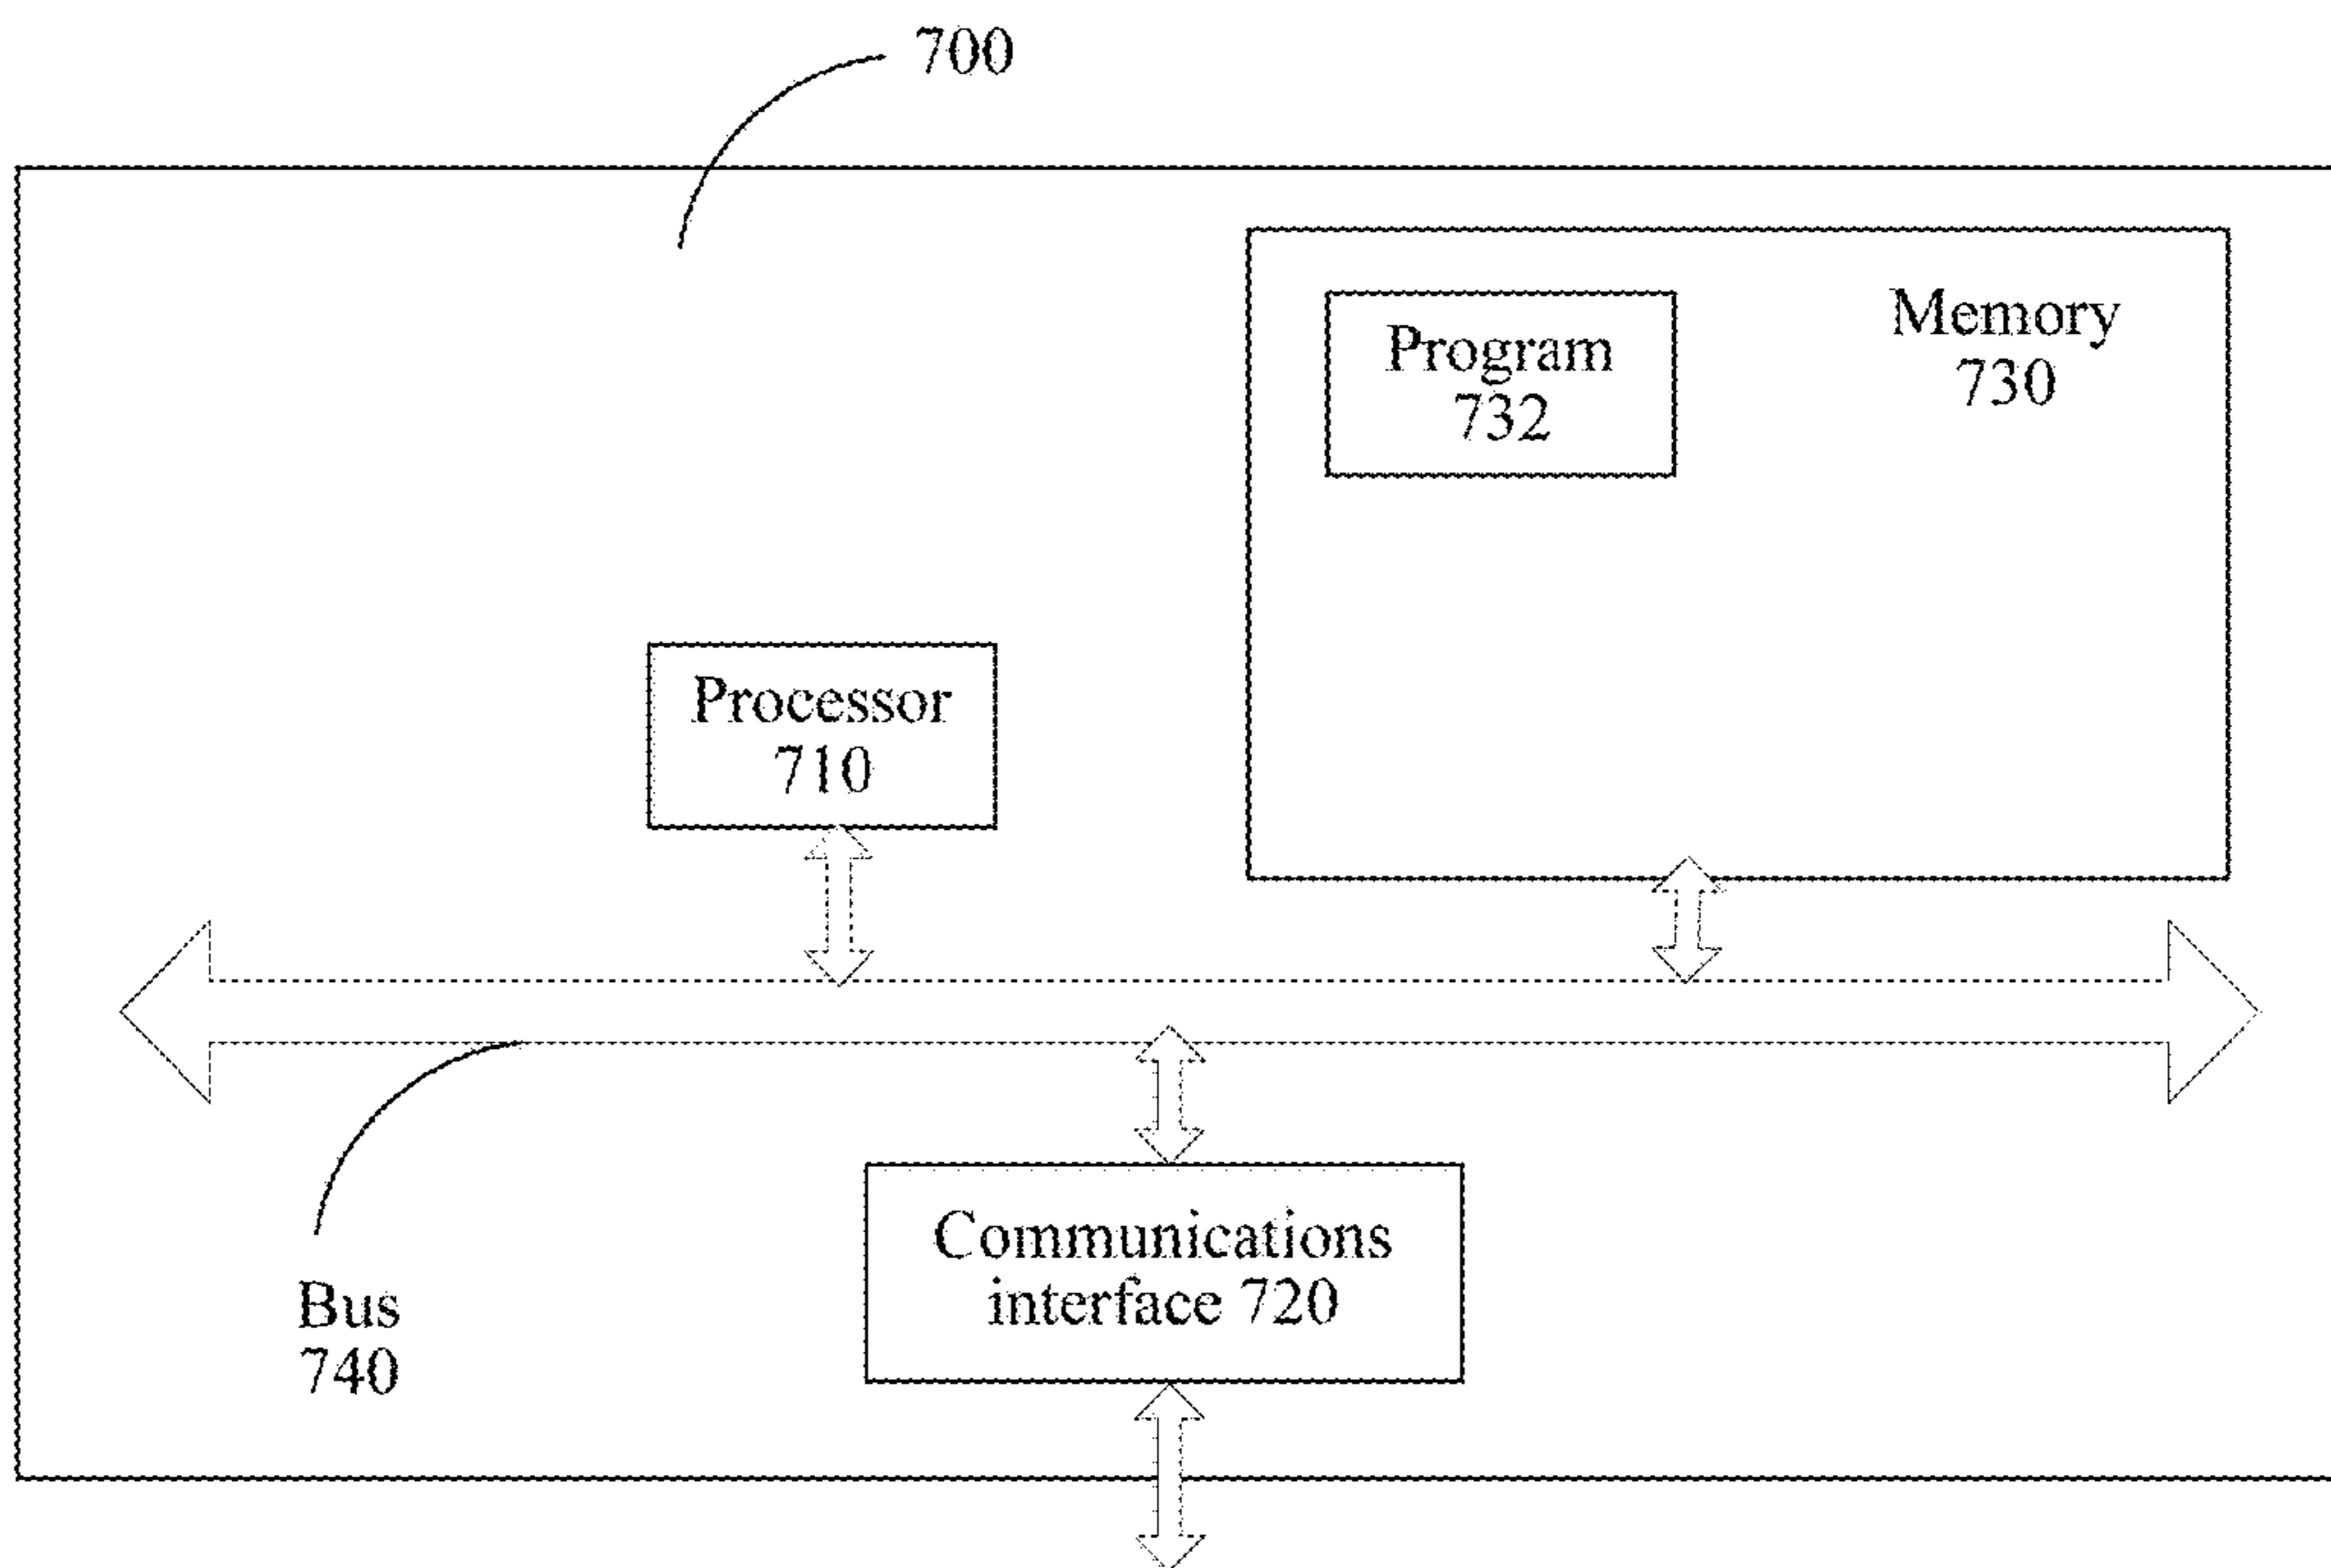 700
Memory
730
Program
732
Processor
710
Communications
interface 720
Bus
740